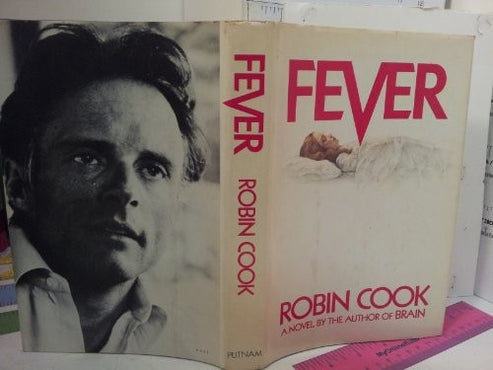 FEVER
ROBIN COOK
PUTNAM
FEVER
ROBIN COOK
A NOVEL BY THE AUTHOR OF BRAIN